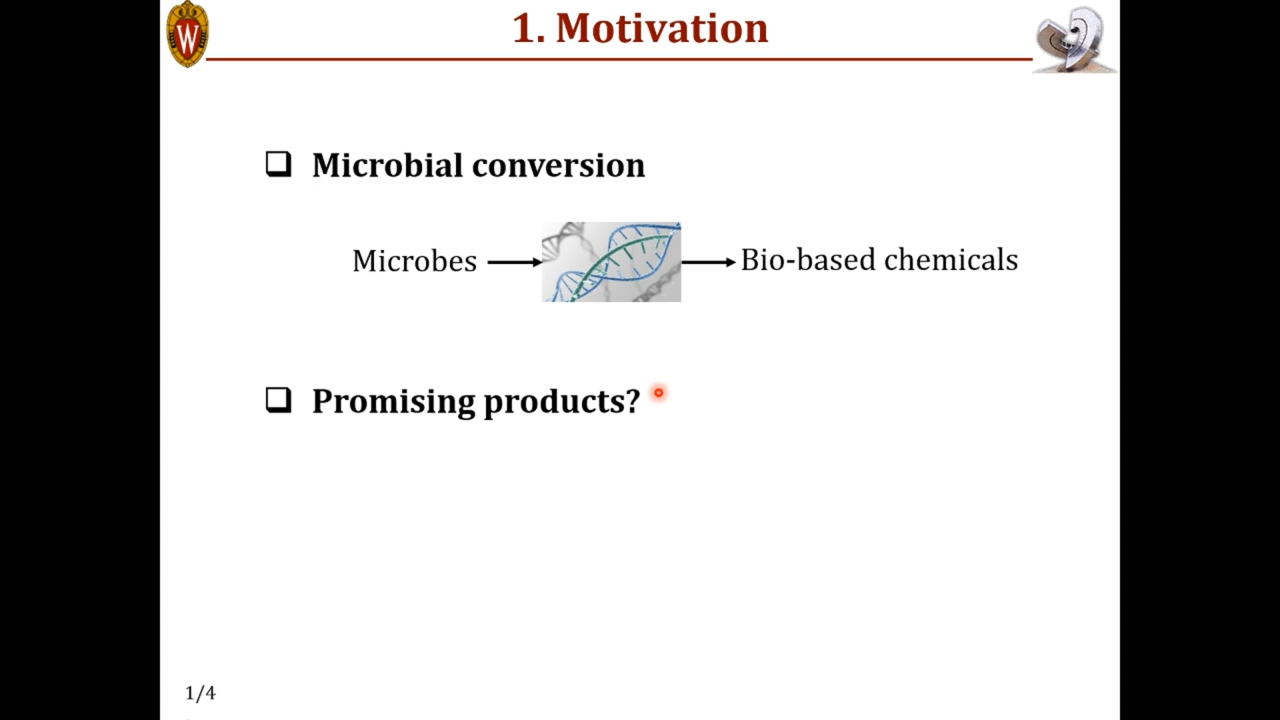 W
1. Motivation
Microbial conversion
Microbes
Bio-based chemicals
Promising products?
1/4